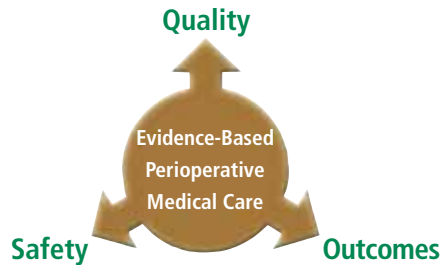 Quality
Evidence-Based
Perioperative
Medical Care
Safety
Outcomes